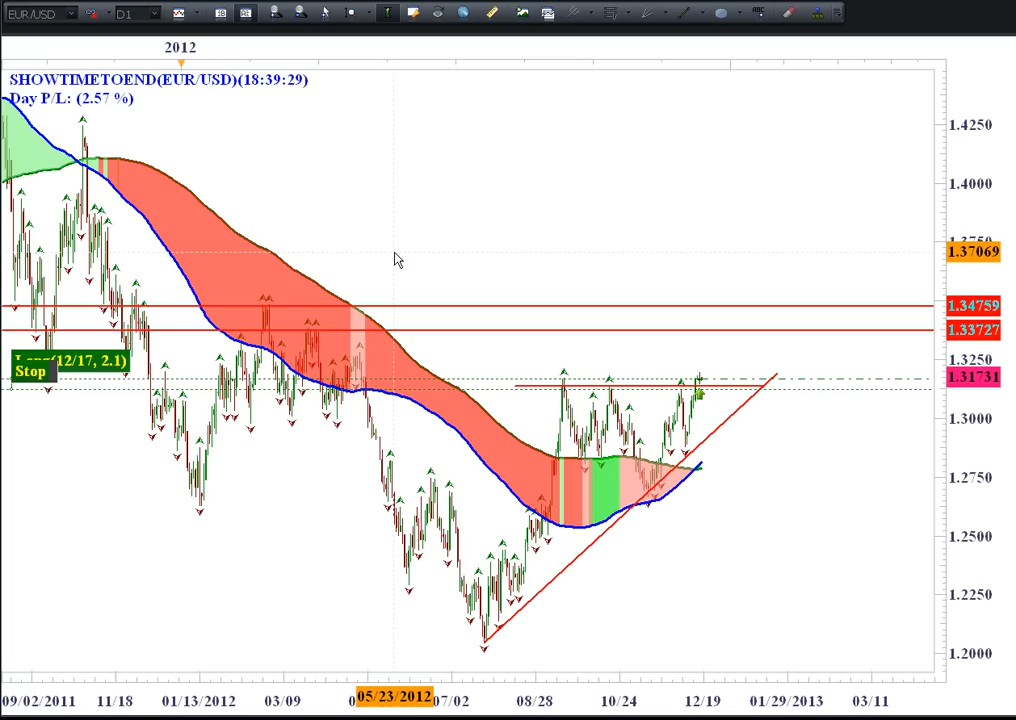 EUR/USD D1 ABC
2012
SHOWTIMETOEND(EUR/USD)(18:39:29)
Day P/L: (2.57 %)
1.4250
1.4000
1.37069
1.34759
1.33727
Long(12/17, 2.1)
1.3250
Stop
1.31731
1.3000
1.2750
1.2500
1.2250
1.2000
09/02/2011 11/18 01/13/2012 03/09 05/23/2012 07/02 08/28 10/24 12/19 01/29/2013 03/11